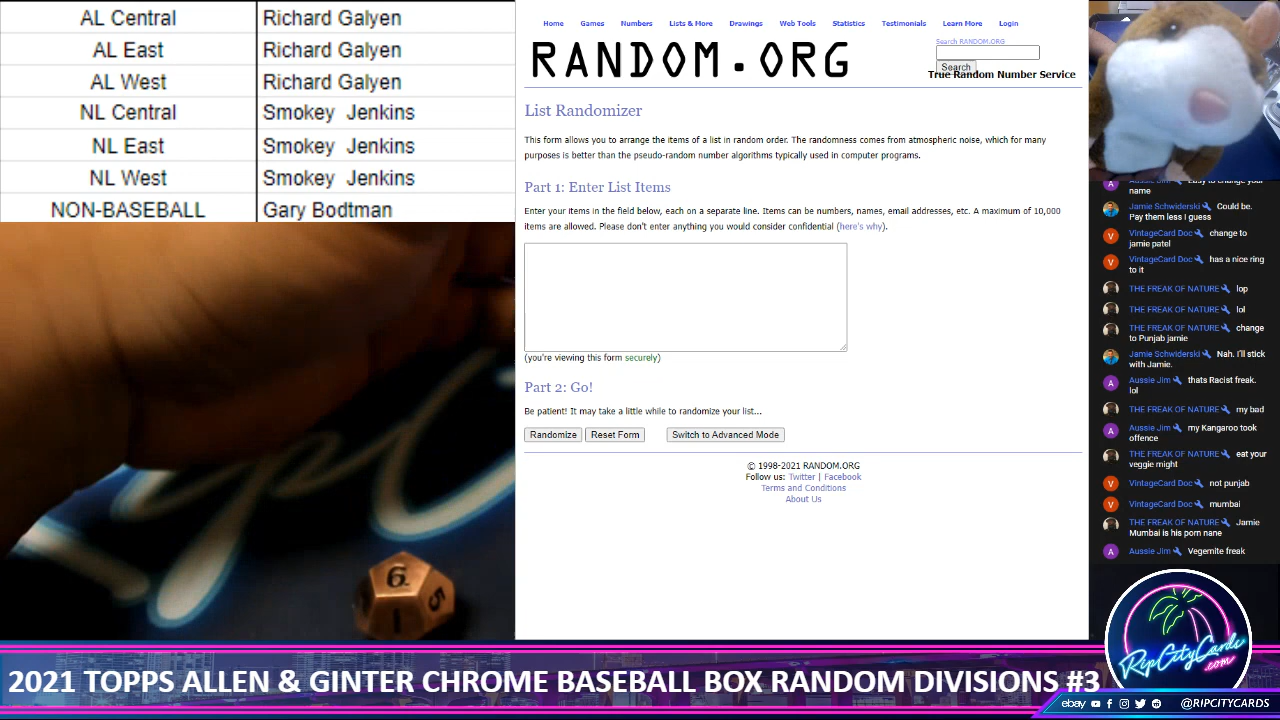 AL Central Richard Galyen
AL East Richard Galyen
AL West Richard Galyen
NL Central Smokey Jenkins
NL East Smokey Jenkins
NL West Smokey Jenkins
NON-BASEBALL Gary Bodtman
6
5
1
Home Games Numbers Lists & More Drawings Web Tools Statistics Testimonials Learn More Login
RANDOM.ORG
Search RANDOM.ORG
Search
True Random Number Service
List Randomizer
This form allows you to arrange the items of a list in random order. The randomness comes from atmospheric noise, which for many
purposes is better than the pseudo-random number algorithms typically used in computer programs.
Part 1: Enter List Items
Enter your items in the field below, each on a separate line. Items can be numbers, names, email addresses, etc. A maximum of 10,000
items are allowed. Please don't enter anything you would consider confidential (here's why).
(you're viewing this form securely)
Part 2: Go!
Be patient! It may take a little while to randomize your list...
Randomize Reset Form Switch to Advanced Mode
© 1998-2021 RANDOM.ORG
Follow us: Twitter | Facebook
Terms and Conditions
About Us
name
Jamie Schwiderski Could be.
Pay them less I guess
VintageCard Doc change to
jamie patel
VintageCard Doc has a nice ring
to it
THE FREAK OF NATURE lop
THE FREAK OF NATURE lol
THE FREAK OF NATURE change
to Punjab jamie
Jamie Schwiderski Nah. I'll stick
with Jamie.
Aussie Jim thats Racist freak.
lol
THE FREAK OF NATURE my bad
Aussie Jim my Kangaroo took
offence
THE FREAK OF NATURE eat your
veggie might
VintageCard Doc not punjab
VintageCard Doc mumbai
THE FREAK OF NATURE Jamie
Mumbai is his porn nane
Aussie Jim Vegemite freak
RipCityCards
.com
2021 TOPPS ALLEN & GINTER CHROME BASEBALL BOX RANDOM DIVISIONS #3
ebay @RIPCITYCARDS